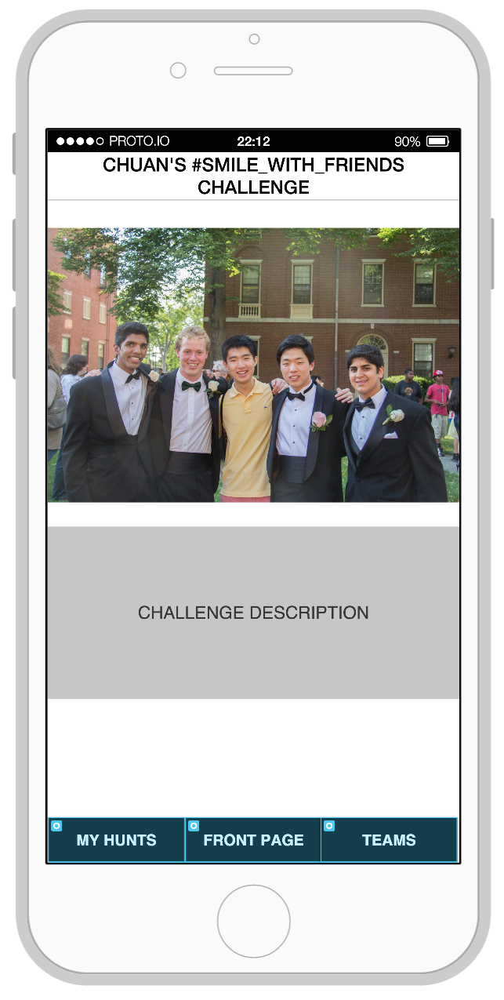 PROTO.IO 22:12 90%
CHUAN'S #SMILE_WITH_FRIENDS
CHALLENGE
CHALLENGE DESCRIPTION
MY HUNTS FRONT PAGE TEAMS